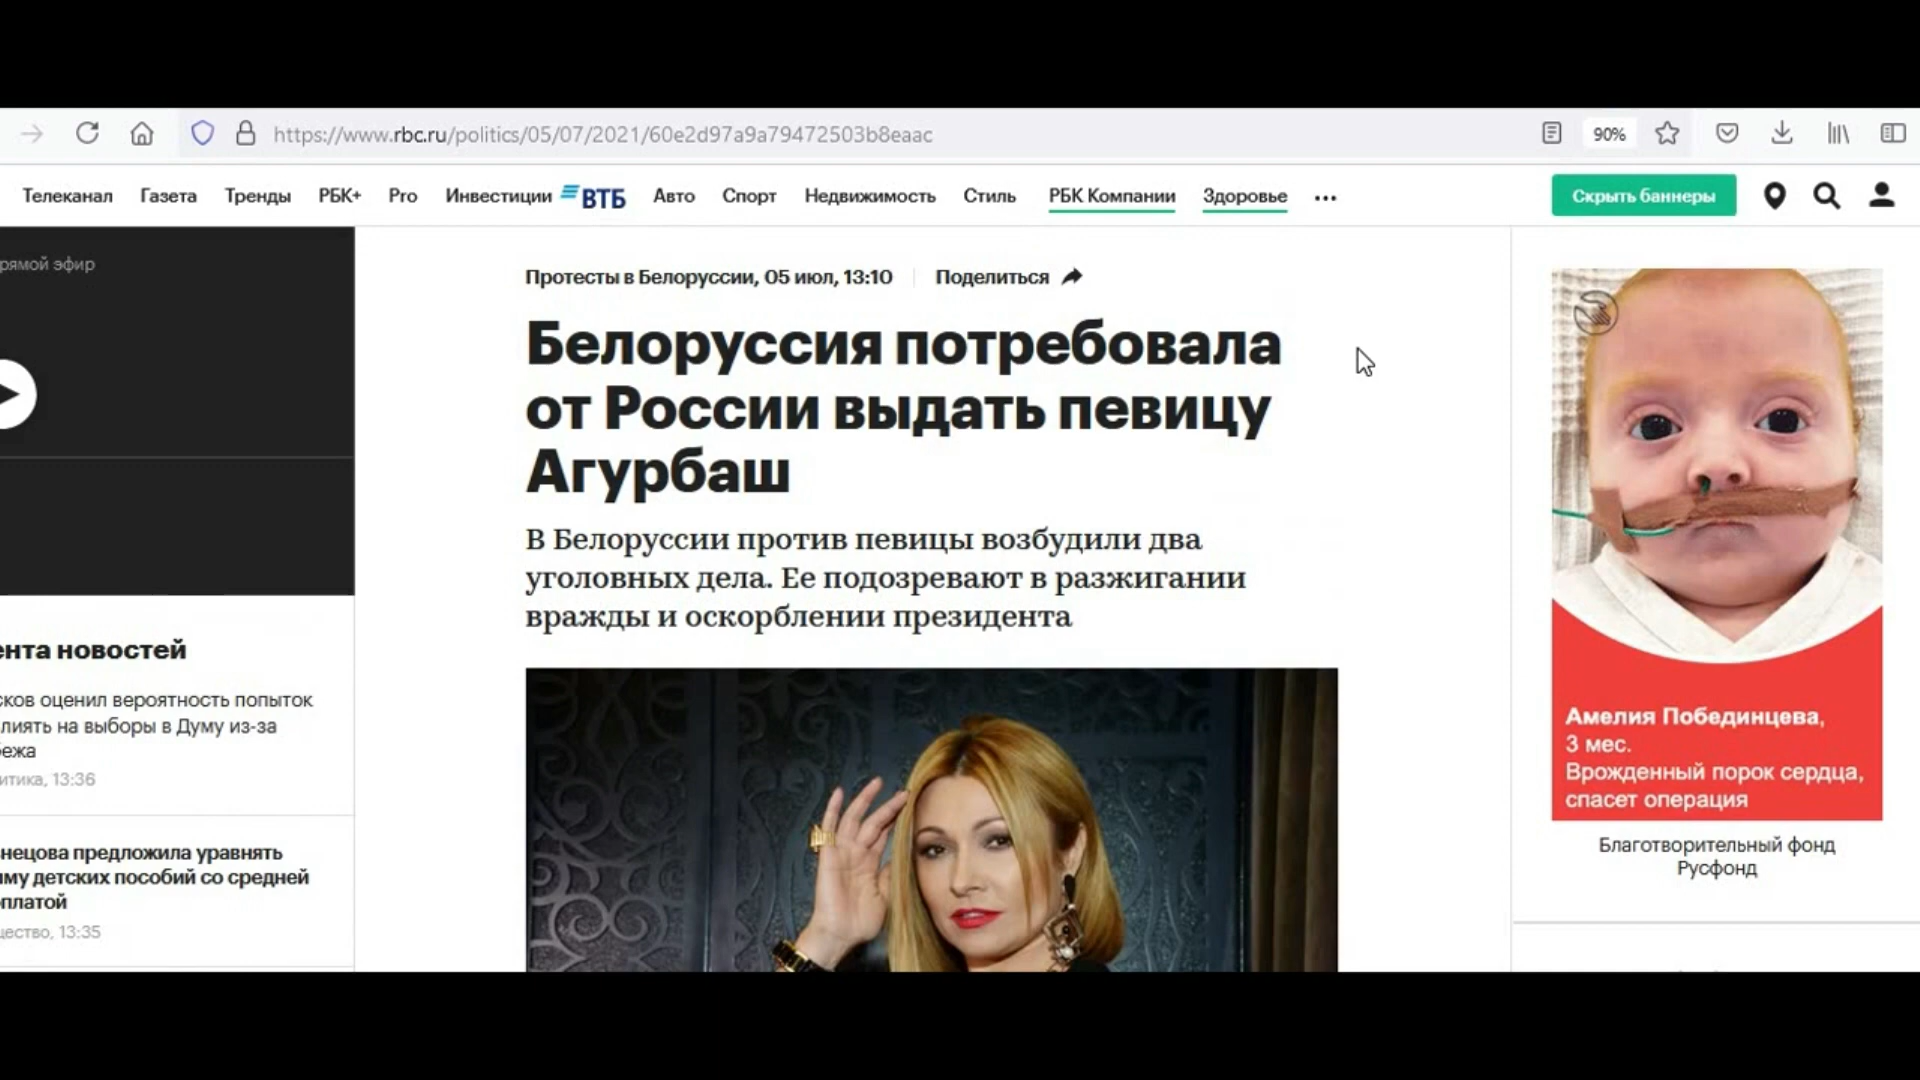 https://www.rbc.ru/politics/05/07/2021/60e2d97a9a79472503b8eaac
90%
Телеканал Газета Тренды РБК+ Pro Инвестиции ВТБ Авто Спорт Недвижимость Стиль РБК Компании Здоровье ...
Скрыть баннеры
рямой эфир
Протесты в Белоруссии, 05 июл, 13:10
Поделиться
Белоруссия потребовала
от России выдать певицу
Агурбаш
В Белоруссии против певицы возбудили два
уголовных дела. Ее подозревают в разжигании
вражды и оскорблении президента
ента новостей
сков оценил вероятность попыток
лиять на выборы в Думу из-за
бежа
итика, 13:36
нецова предложила уравнять
му детских пособий со средней
платой
щество, 13:35
Амелия Побединцева,
3 мес.
Врожденный порок сердца,
спасет операция
Благотворительный фонд
Русфонд